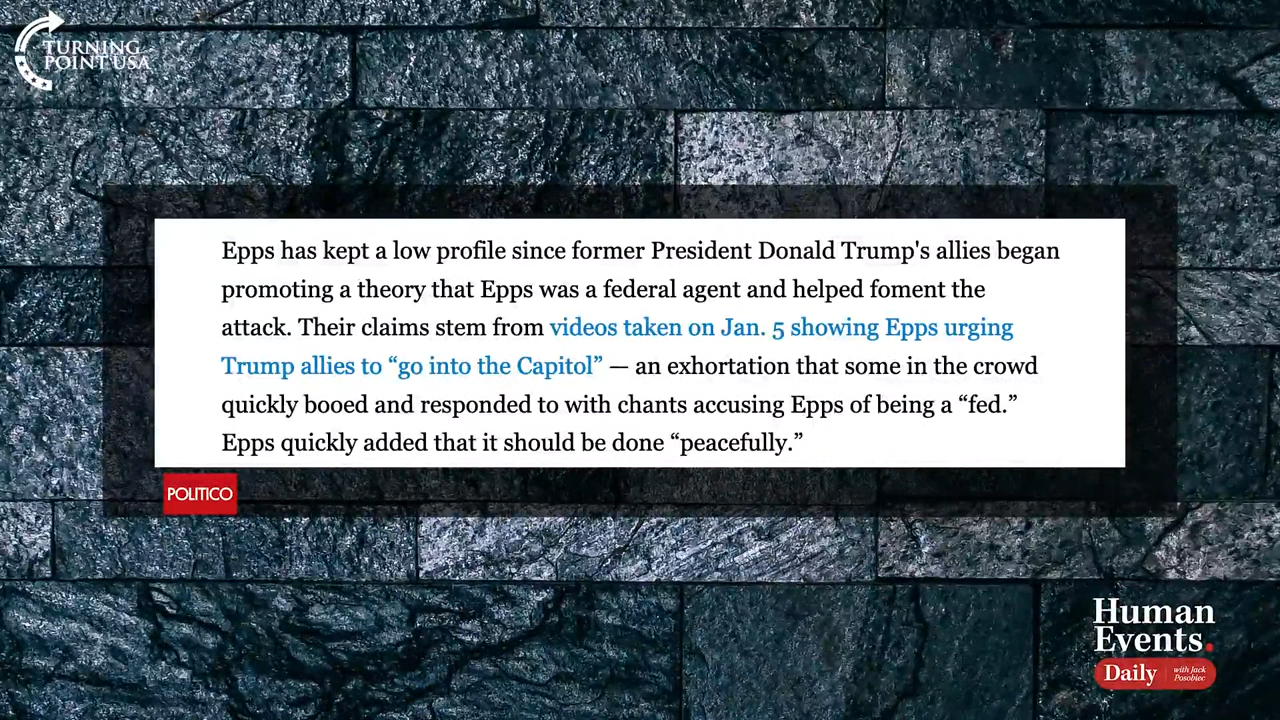 TURNING
POINT USA
Epps has kept a low profile since former President Donald Trump's allies began
promoting a theory that Epps was a federal agent and helped foment the
attack. Their claims stem from videos taken on Jan. 5 showing Epps urging
Trump allies to “go into the Capitol” — an exhortation that some in the crowd
quickly booed and responded to with chants accusing Epps of being a “fed.”
Epps quickly added that it should be done “peacefully.”
POLITICO
Human
Events.
Daily with Jack
Posobiec